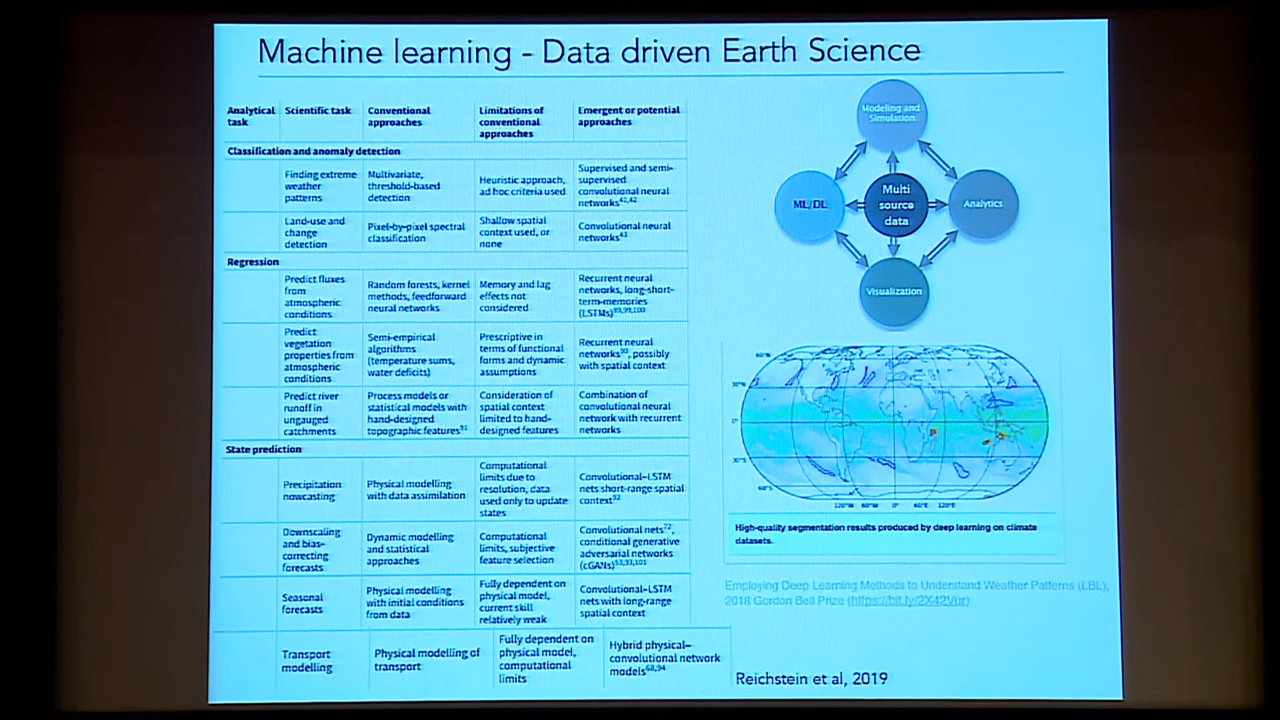 Machine learning - Data driven Earth Science
Analytical task
Scientific task
Conventional approaches
Limitations of conventional approaches
Emergent or potential approaches
Classification and anomaly detection
Finding extreme weather patterns
Multivariate, threshold-based detection
Heuristic approach, ad hoc criteria used
Supervised and semi-supervised convolutional neural networks
Land-use and change detection
Pixel-by-pixel spectral classification
Shallow spatial context used, or none
Convolutional neural networks
Regression
Predict fluxes from atmospheric conditions
Random forests, kernel methods, feedforward neural networks
Memory and lag effects not considered
Recurrent neural networks, long-short-term-memories (LSTMs)
Predict vegetation properties from atmospheric conditions
Semi-empirical algorithms (temperature sums, water deficits)
Prescriptive in terms of functional forms and dynamic assumptions
Recurrent neural networks, possibly with spatial context
Predict river runoff in ungauged catchments
Process models or statistical models with hand-designed topographic features
Consideration of spatial context limited to hand-designed features
Combination of convolutional neural network with recurrent networks
State prediction
Precipitation nowcasting
Physical modelling with data assimilation
Computational limits due to resolution, data used only to update states
Convolutional–LSTM nets short-range spatial context
Downscaling and bias-correcting forecasts
Dynamic modelling and statistical approaches
Computational limits, subjective feature selection
Convolutional nets, conditional generative adversarial networks (cGANs)
Seasonal forecasts
Physical modelling with initial conditions from data
Fully dependent on physical model, current skill relatively weak
Convolutional–LSTM nets with long-range spatial context
Transport modelling
Physical modelling of transport
Fully dependent on physical model, computational limits
Hybrid physical–convolutional network models
Modeling and Simulation
ML/DL
Multi source data
Analytics
Visualization
60°N
30°N
0°
30°S
60°S
120°W 60°W 0° 60°E 120°E
High-quality segmentation results produced by deep learning on climate
datasets.
Employing Deep Learning Methods to Understand Weather Patterns (LBL),
2018 Gordon Bell Prize (https://bit.ly/2X42Vur)
Reichstein et al, 2019